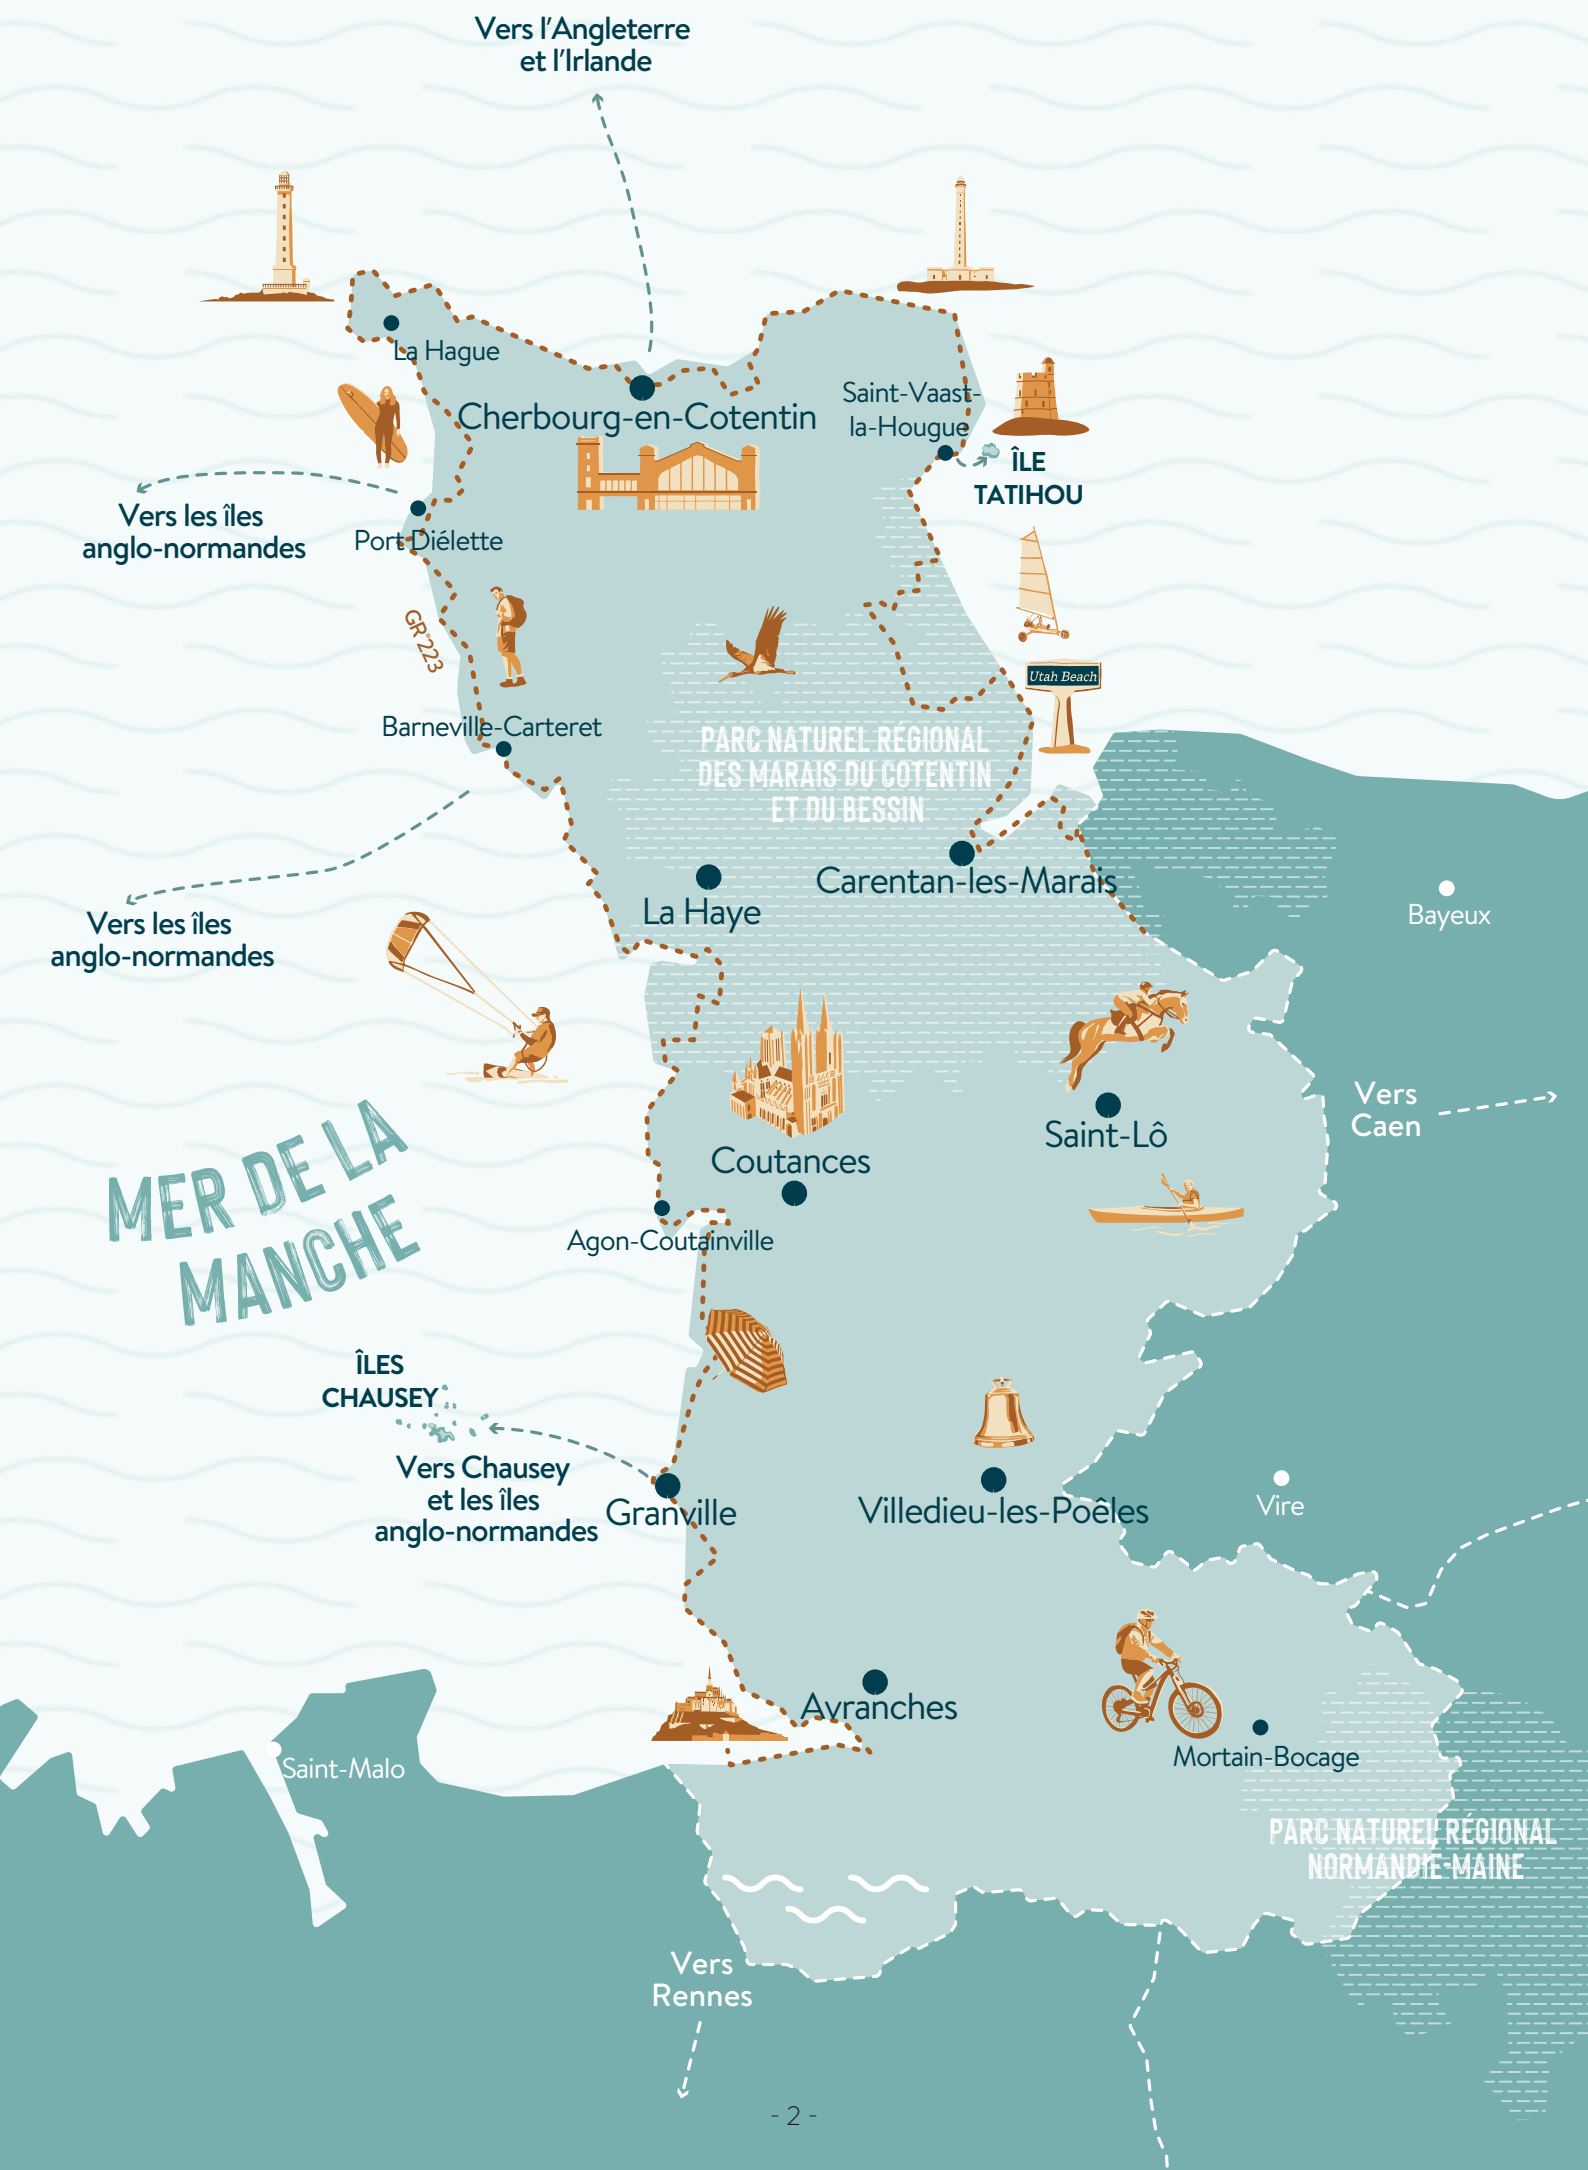 Vers l'Angleterre
et l'Irlande
La Hague
Cherbourg-en-Cotentin
Saint-Vaast-
la-Hougue
ÎLE
TATIHOU
Vers les îles
anglo-normandes
Port Diélette
GR®223
Utah Beach
Barneville-Carteret
PARC NATUREL RÉGIONAL
DES MARAIS DU COTENTIN
ET DU BESSIN
Carentan-les-Marais
La Haye
Bayeux
Vers les îles
anglo-normandes
Vers
Caen
Saint-Lô
Coutances
MER DE LA
MANCHE
Agon-Coutainville
ÎLES
CHAUSEY
Vers Chausey
et les îles
anglo-normandes
Granville
Villedieu-les-Poêles
Vire
Avranches
Mortain-Bocage
Saint-Malo
PARC NATUREL RÉGIONAL
NORMANDIE-MAINE
Vers
Rennes
- 2 -